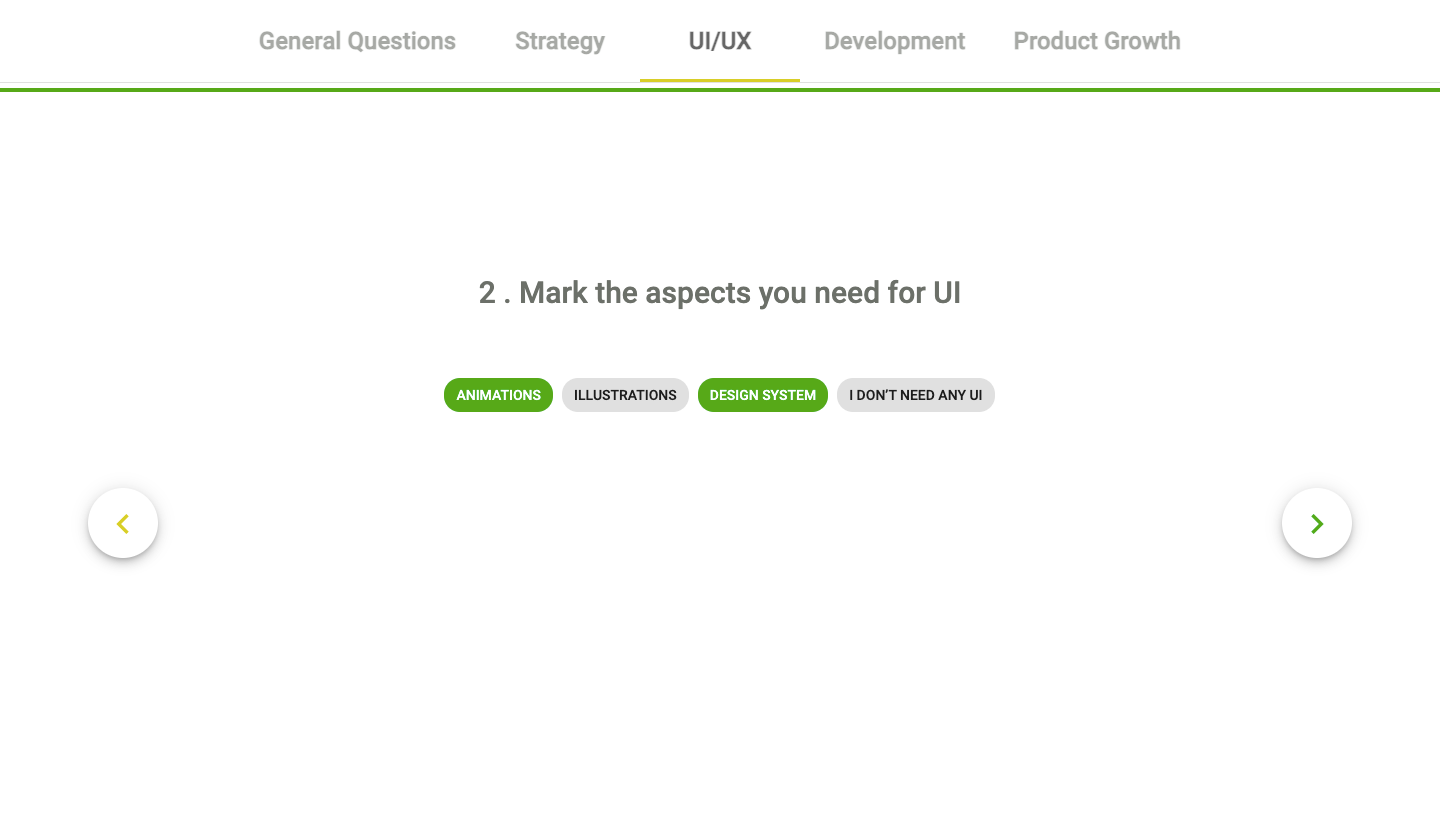 General Questions Strategy UI/UX Development Product Growth
2 . Mark the aspects you need for UI
ANIMATIONS ILLUSTRATIONS DESIGN SYSTEM I DON’T NEED ANY UI